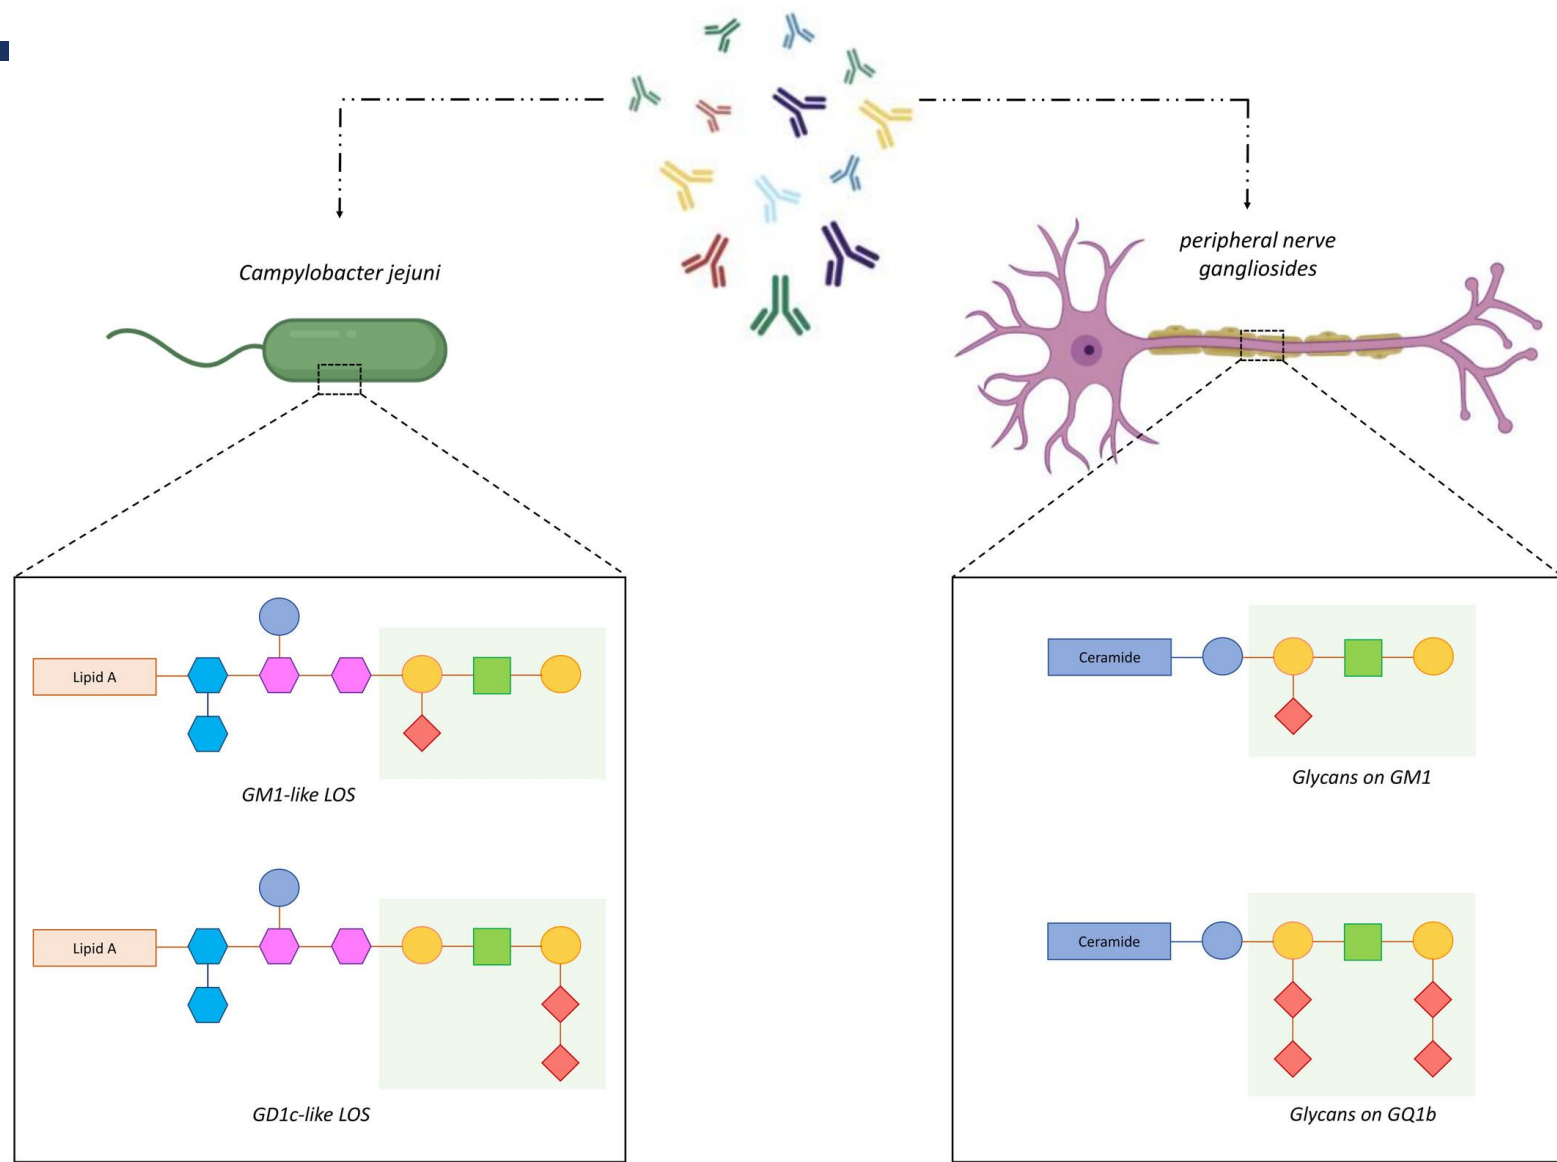 Campylobacter jejuni
peripheral nerve
gangliosides
Lipid A
GM1-like LOS
Lipid A
GD1c-like LOS
Ceramide
Glycans on GM1
Ceramide
Glycans on GQ1b